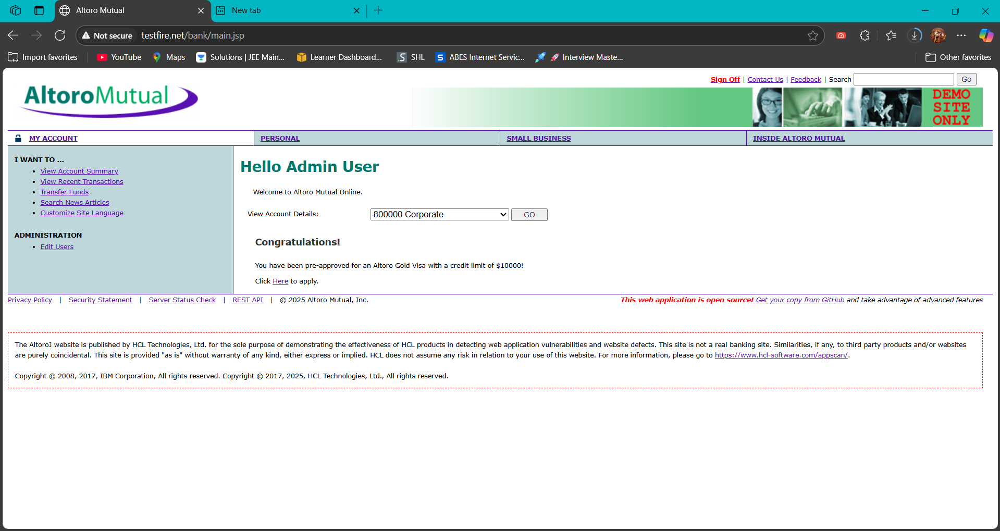 Altoro Mutual
New tab
Not secure testfire.net/bank/main.jsp
Import favorites YouTube Maps Solutions | JEE Main... Learner Dashboard... SHL ABES Internet Servic... Interview Maste... Other favorites
Sign Off | Contact Us | Feedback | Search Go
AltoroMutual
DEMO
SITE
ONLY
MY ACCOUNT PERSONAL SMALL BUSINESS INSIDE ALTORO MUTUAL
I WANT TO ...
• View Account Summary
• View Recent Transactions
• Transfer Funds
• Search News Articles
• Customize Site Language
ADMINISTRATION
• Edit Users
Hello Admin User
Welcome to Altoro Mutual Online.
View Account Details: 800000 Corporate GO
Congratulations!
You have been pre-approved for an Altoro Gold Visa with a credit limit of $10000!
Click Here to apply.
Privacy Policy | Security Statement | Server Status Check | REST API | © 2025 Altoro Mutual, Inc. This web application is open source! Get your copy from GitHub and take advantage of advanced features
The AltoroJ website is published by HCL Technologies, Ltd. for the sole purpose of demonstrating the effectiveness of HCL products in detecting web application vulnerabilities and website defects. This site is not a real banking site. Similarities, if any, to third party products and/or websites
are purely coincidental. This site is provided "as is" without warranty of any kind, either express or implied. HCL does not assume any risk in relation to your use of this website. For more information, please go to https://www.hcl-software.com/appscan/.
Copyright © 2008, 2017, IBM Corporation, All rights reserved. Copyright © 2017, 2025, HCL Technologies, Ltd., All rights reserved.